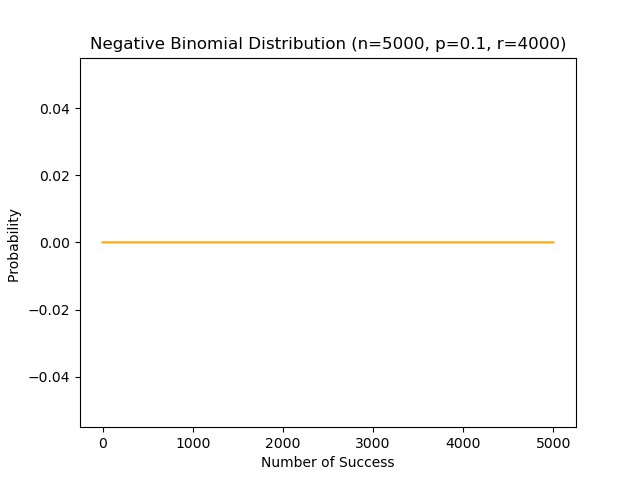 Negative Binomial Distribution (n=5000, p=0.1, r=4000)
0.04
0.02
0.00
−0.02
−0.04
Probability
0 1000 2000 3000 4000 5000
Number of Success